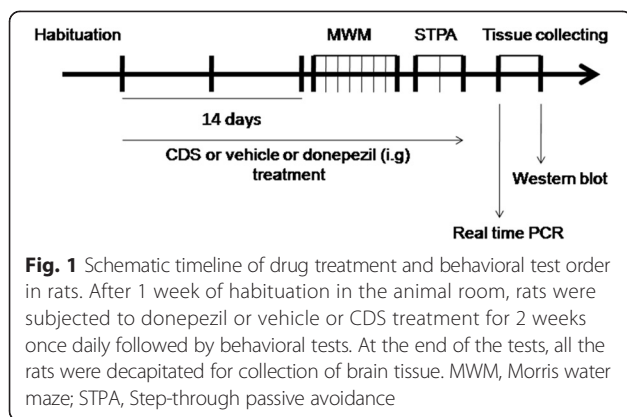 Habituation MWM STPA Tissue collecting
14 days
CDS or vehicle or donepezil (i.g)
treatment
Western blot
Real time PCR
Fig. 1 Schematic timeline of drug treatment and behavioral test order
in rats. After 1 week of habituation in the animal room, rats were
subjected to donepezil or vehicle or CDS treatment for 2 weeks
once daily followed by behavioral tests. At the end of the tests, all the
rats were decapitated for collection of brain tissue. MWM, Morris water
maze; STPA, Step-through passive avoidance